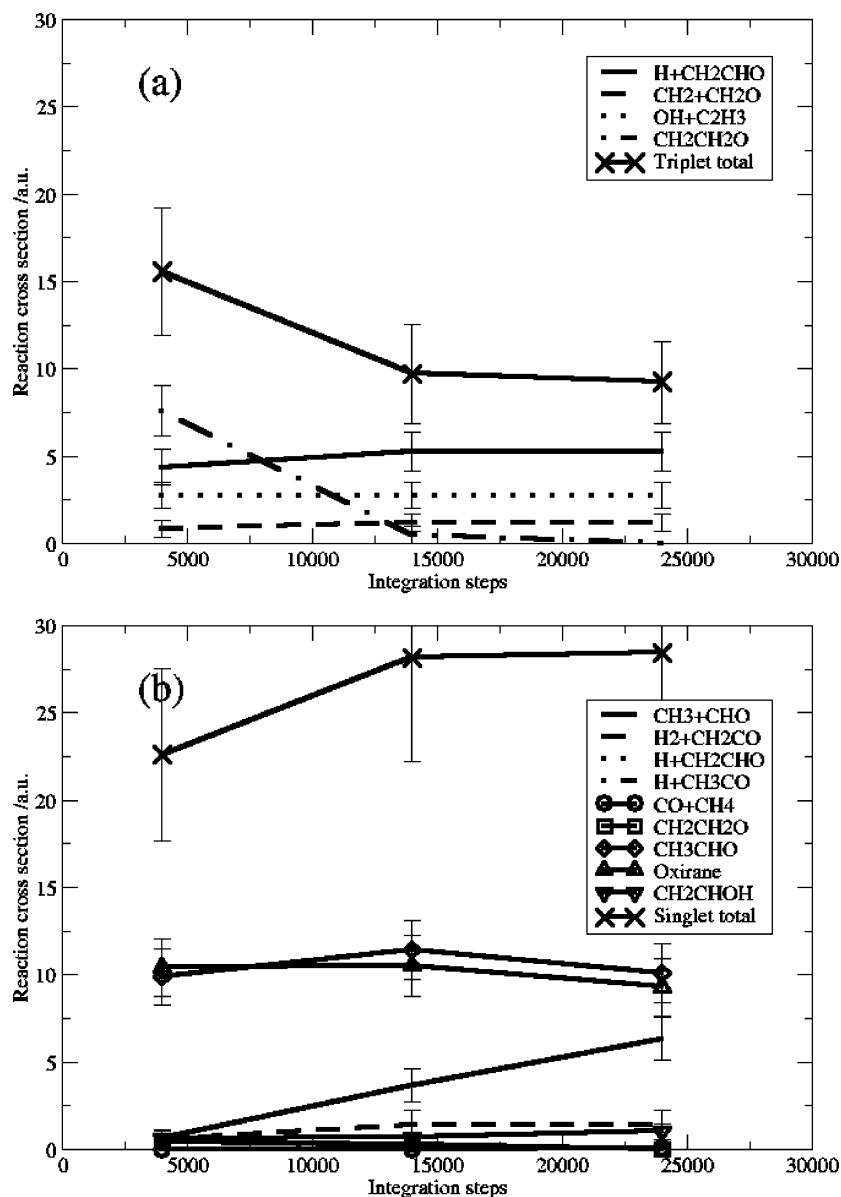 30
25
20
15
10
5
0
Reaction cross section /a.u.
(a)
H+CH2CHO
CH2+CH2O
OH+C2H3
CH2CH2O
Triplet total
0 5000 10000 15000 20000 25000 30000
Integration steps
30
25
20
15
10
5
0
Reaction cross section /a.u.
(b)
CH3+CHO
H2+CH2CO
H+CH2CHO
H+CH3CO
CO+CH4
CH2CH2O
CH3CHO
Oxirane
CH2CHOH
Singlet total
0 5000 10000 15000 20000 25000 30000
Integration steps